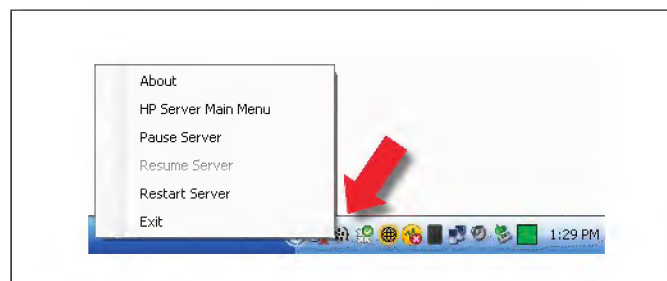 About
HP Server Main Menu
Pause Server
Resume Server
Restart Server
Exit
1:29 PM